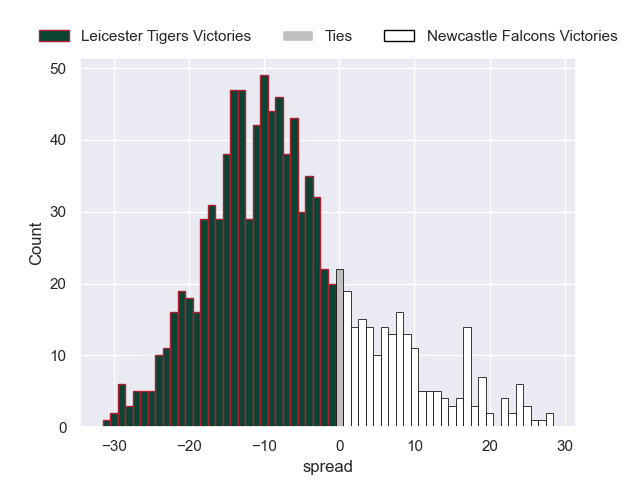 Leicester Tigers Victories Ties Newcastle Falcons Victories
50
40
30
20
10
0
Count
−30 −20 −10 0 10 20 30
spread